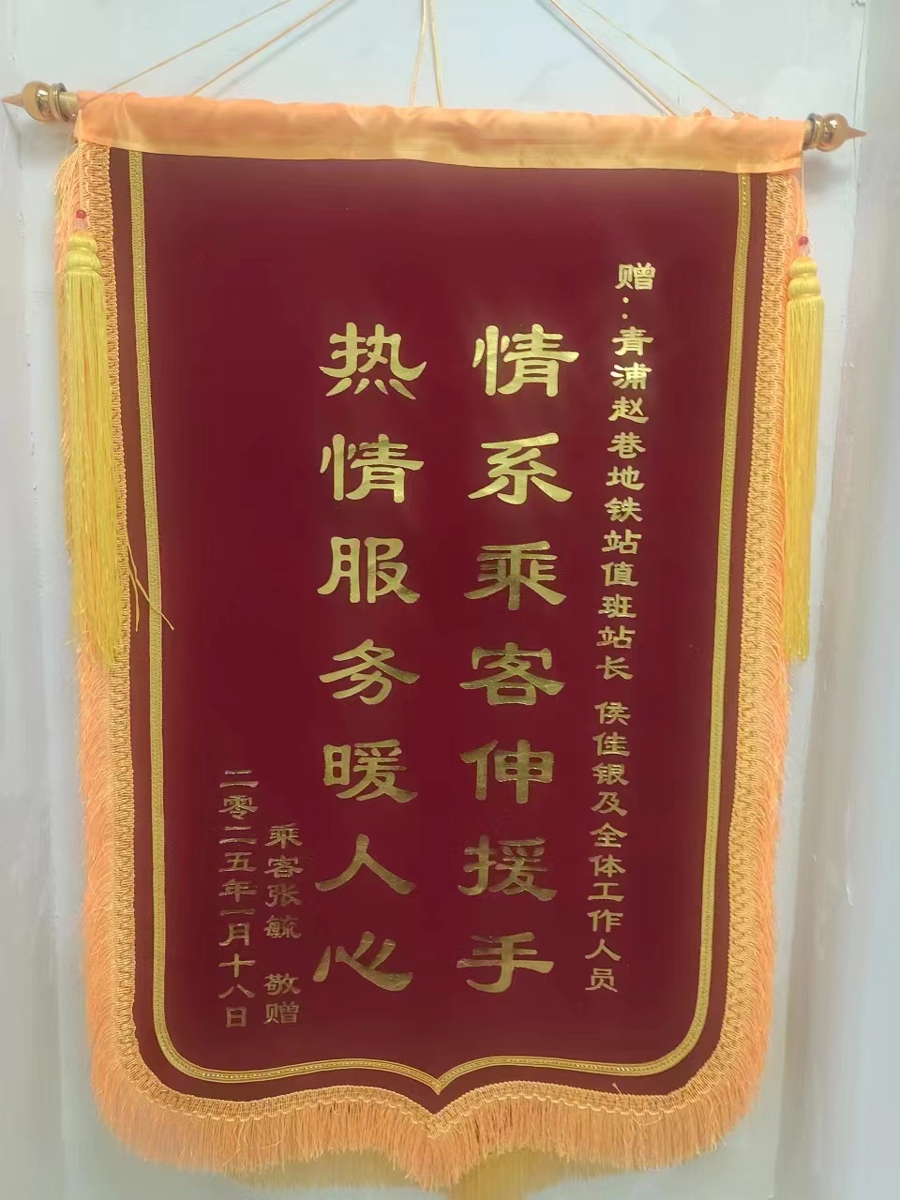 赠：青浦赵巷地铁站值班站长 侯佳银及全体工作人员
情系乘客伸援手
热情服务暖人心
乘客张毓 敬赠
二零二五年一月十八日